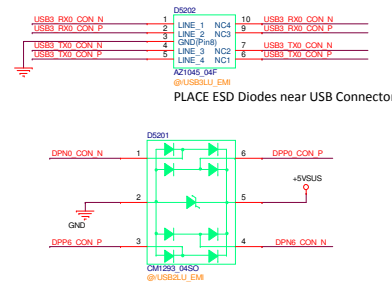 D5202
USB3_RX0_CON_N 1 LINE_1 NC4 10 USB3_RX0_CON_N
USB3_RX0_CON_P 2 LINE_2 NC3 9 USB3_RX0_CON_P
3 GND(Pin8)
USB3_TX0_CON_N 4 LINE_3 NC2 7 USB3_TX0_CON_N
USB3_TX0_CON_P 5 LINE_4 NC1 6 USB3_TX0_CON_P
AZ1045_04F
@/USB3LU_EMI
PLACE ESD Diodes near USB Connector
D5201
DPN0_CON_N 1 6 DPP0_CON_P
+5VSUS
2 5
GND
DPP6_CON_P 3 4 DPN6_CON_N
CM1293_04SO
@/USB2LU_EMI